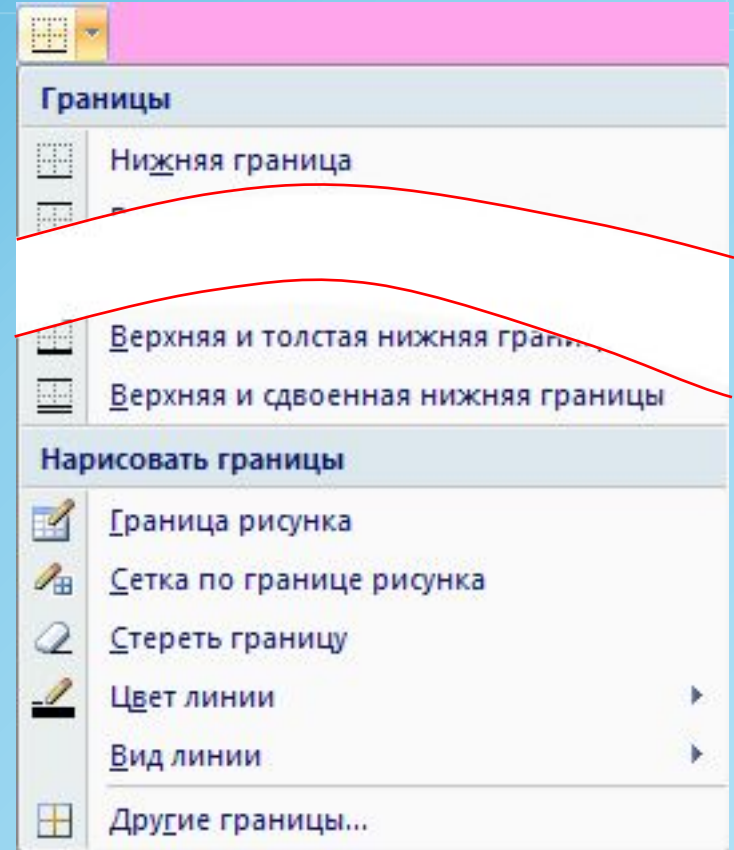 Границы
Нижняя граница
Верхняя и толстая нижняя
Верхняя и сдвоенная нижняя границы
Нарисовать границы
Граница рисунка
Сетка по границе рисунка
Стереть границу
Цвет линии
Вид линии
Другие границы...